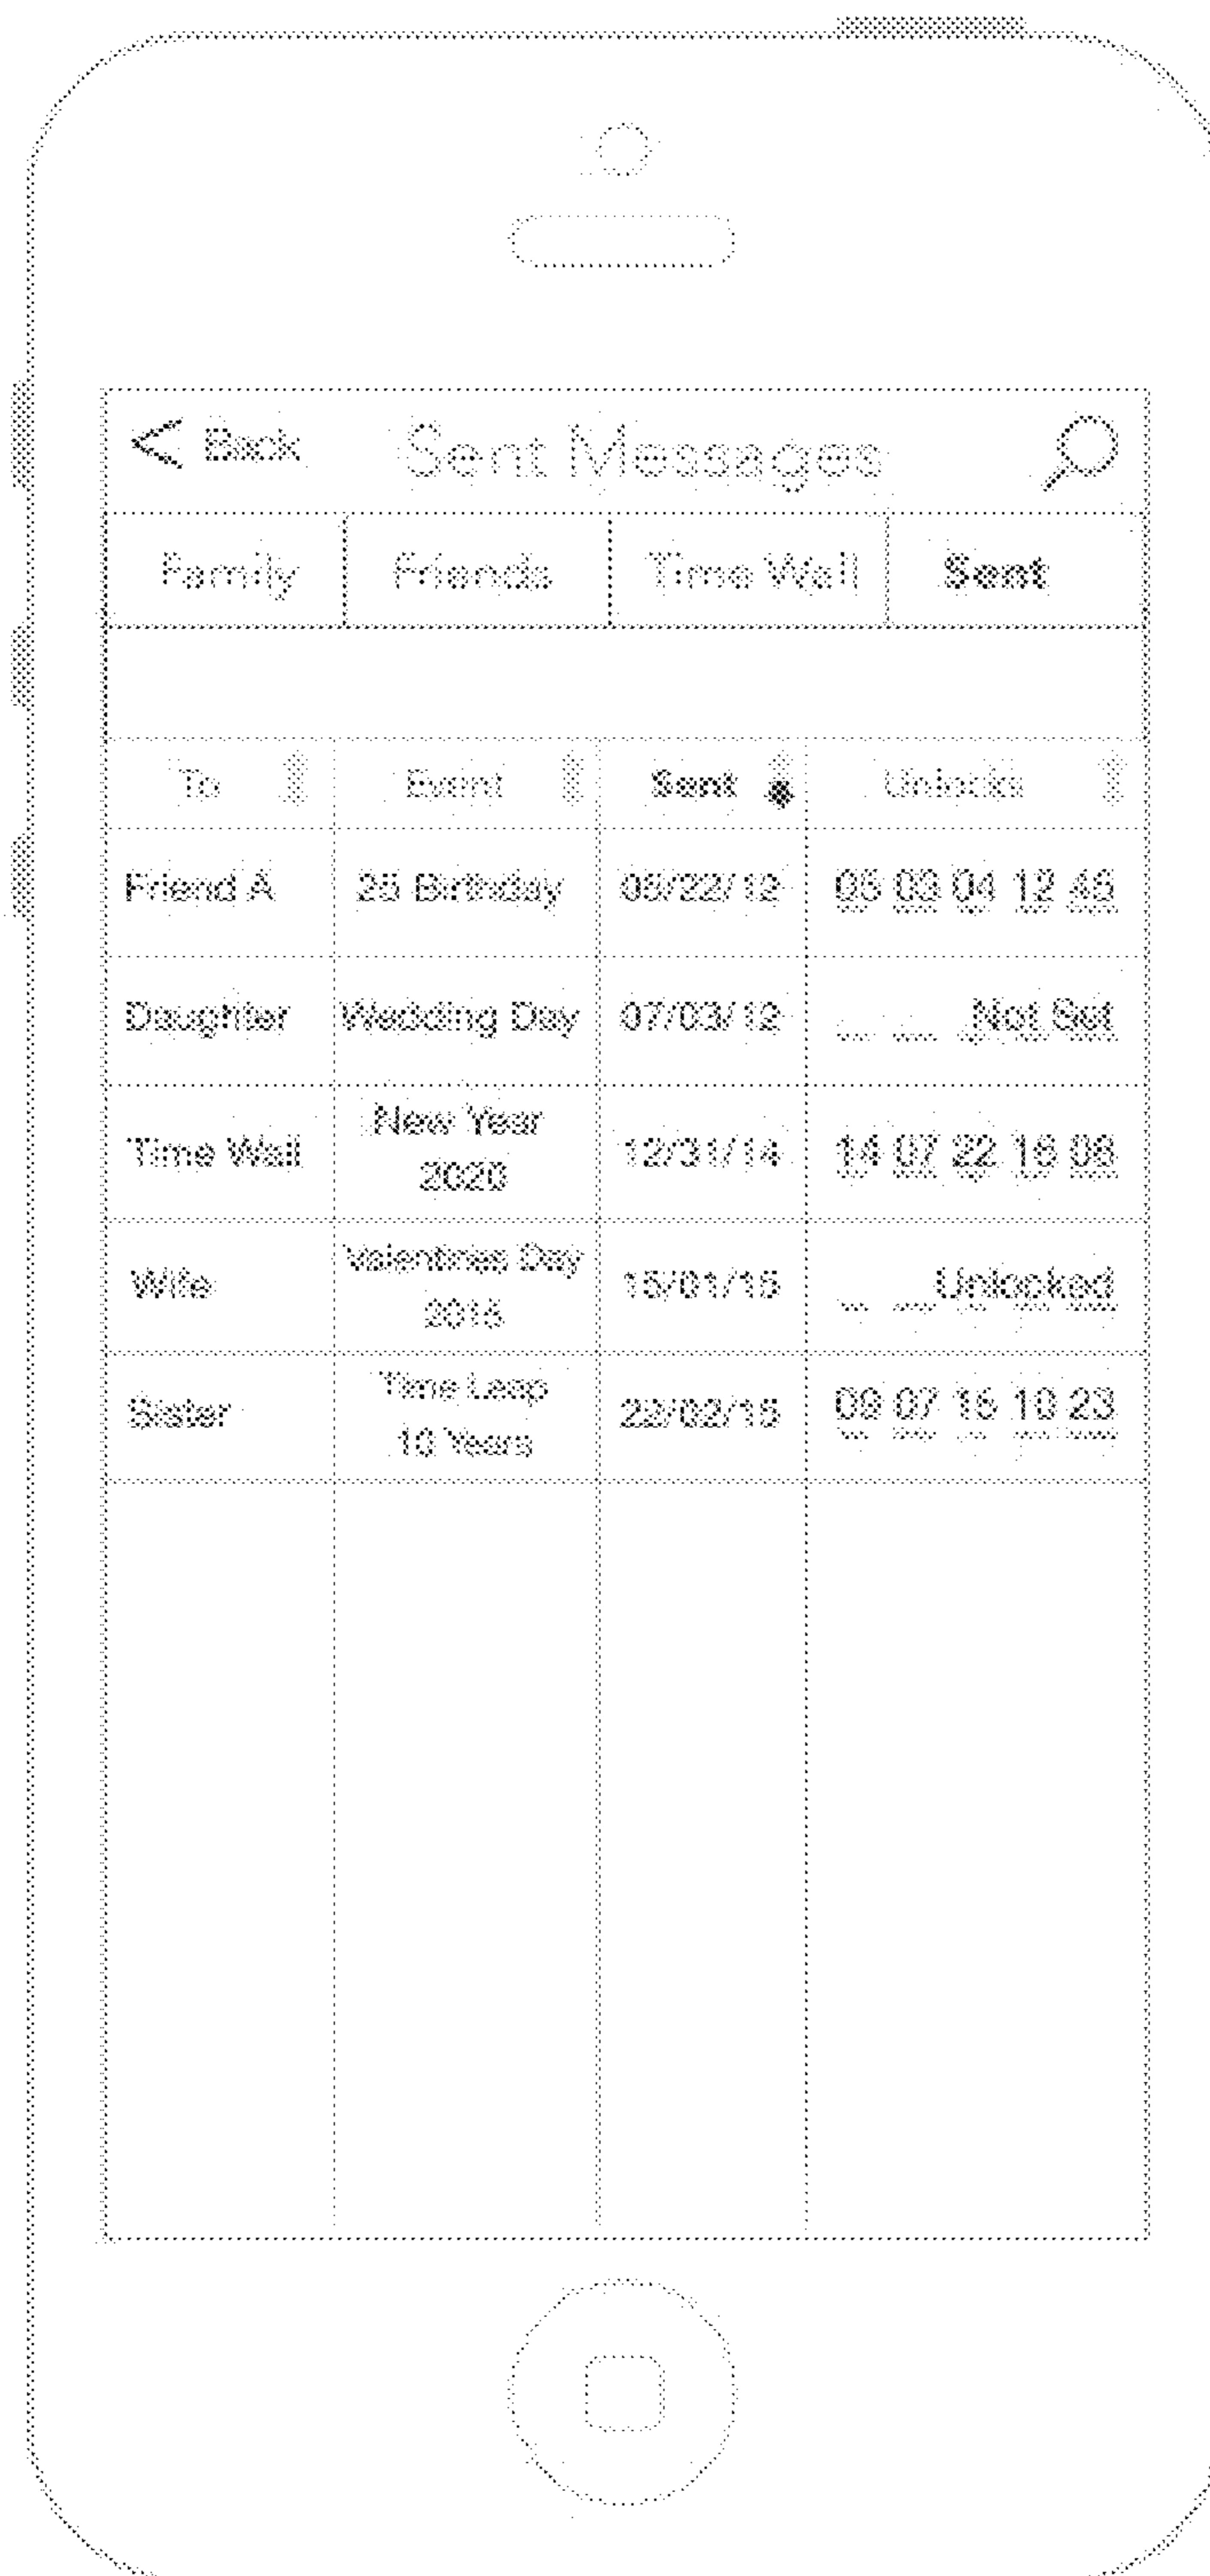 < Back Sent Messages
Family Friends Time Wall Sent
To Event Sent Unlocks
Friend A 25 Birthday 05/22/12 05 03 04 12 45
Daughter Wedding Day 07/03/12 Not Set
Time Wall New Year 2020 12/31/14 14 07 22 16 08
Wife Valentines Day 2015 15/01/15 Unlocked
Sister Time Leap 10 Years 22/02/15 09 07 15 10 23